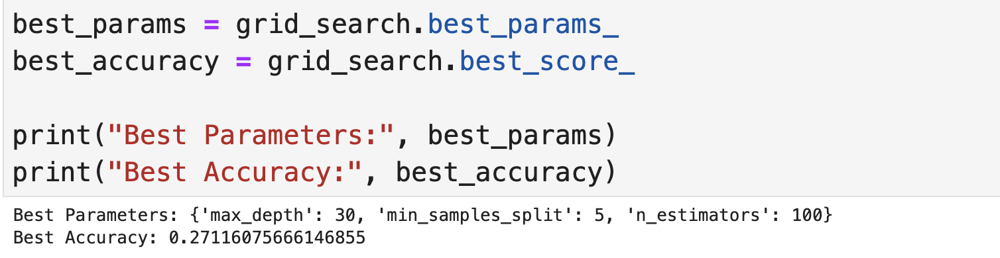 best_params = grid_search.best_params_
best_accuracy = grid_search.best_score_
print("Best Parameters:", best_params)
print("Best Accuracy:", best_accuracy)
Best Parameters: {'max_depth': 30, 'min_samples_split': 5, 'n_estimators': 100}
Best Accuracy: 0.27116075666146855